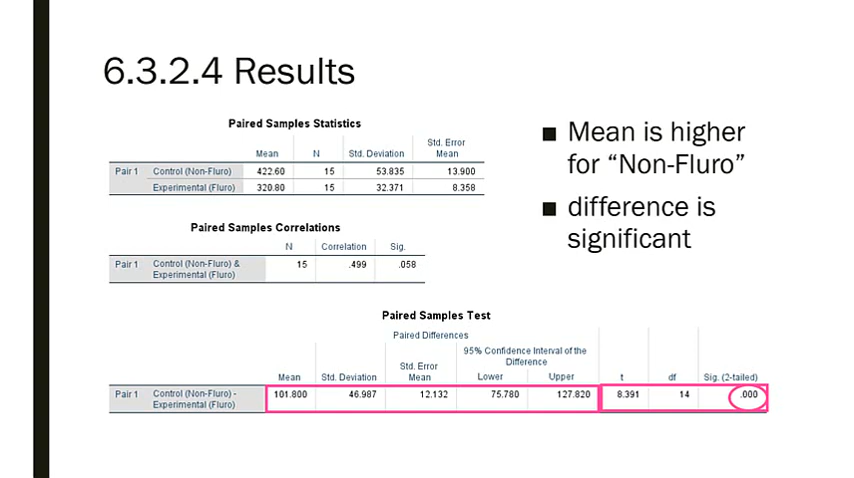 6.3.2.4 Results
Paired Samples Statistics
Mean N Std. Deviation Std. Error Mean
Pair 1 Control (Non-Fluro) 422.60 15 53.835 13.900
Experimental (Fluro) 320.80 15 32.371 8.358
Paired Samples Correlations
N Correlation Sig.
Pair 1 Control (Non-Fluro) & Experimental (Fluro) 15 .499 .058
Paired Samples Test
Paired Differences
95% Confidence Interval of the Difference
Mean Std. Deviation Std. Error Mean Lower Upper t df Sig. (2-tailed)
Pair 1 Control (Non-Fluro) - Experimental (Fluro) 101.800 46.987 12.132 75.780 127.820 8.391 14 .000
■ Mean is higher
for “Non-Fluro”
■ difference is
significant